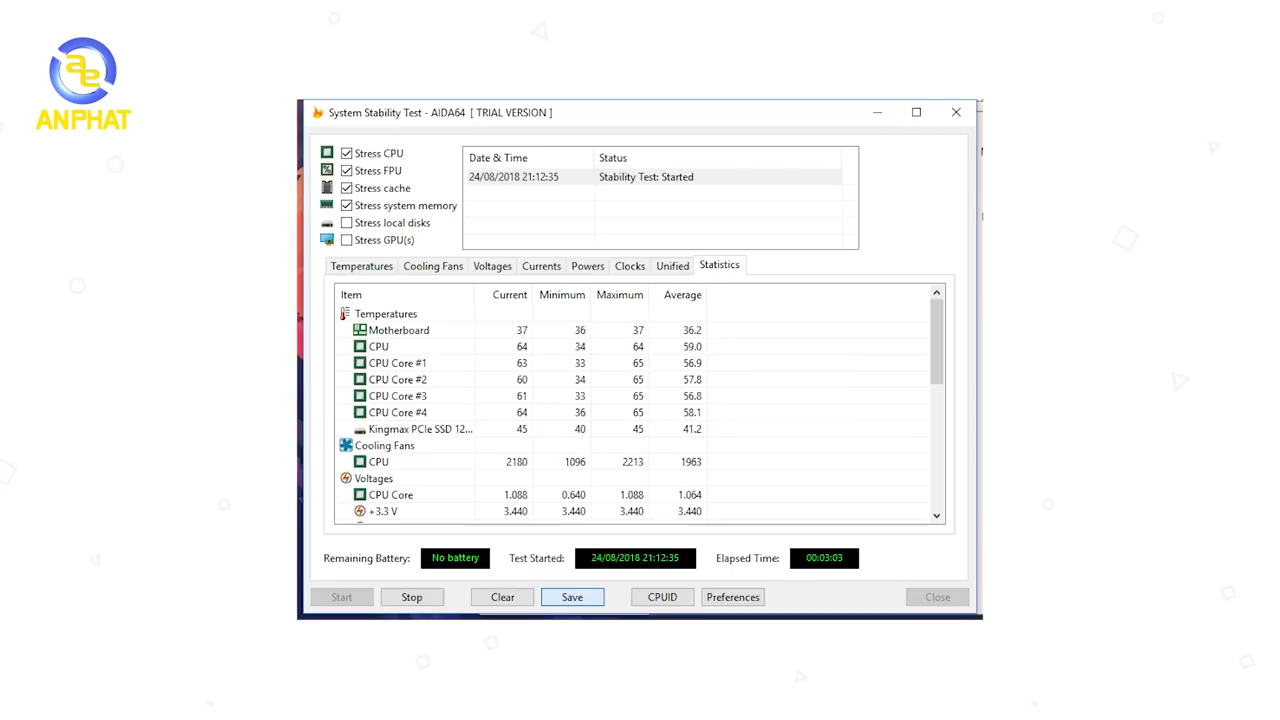 ae
ANPHAT
System Stability Test - AIDA64 [ TRIAL VERSION ]
Stress CPU
Stress FPU
Stress cache
Stress system memory
Stress local disks
Stress GPU(s)
Date & Time Status
24/08/2018 21:12:35 Stability Test: Started
Temperatures Cooling Fans Voltages Currents Powers Clocks Unified Statistics
Item Current Minimum Maximum Average
Temperatures
Motherboard 37 36 37 36.2
CPU 64 34 64 59.0
CPU Core #1 63 33 65 56.9
CPU Core #2 60 34 65 57.8
CPU Core #3 61 33 65 56.8
CPU Core #4 64 36 65 58.1
Kingmax PCIe SSD 12... 45 40 45 41.2
Cooling Fans
CPU 2180 1096 2213 1963
Voltages
CPU Core 1.088 0.640 1.088 1.064
+3.3 V 3.440 3.440 3.440 3.440
Remaining Battery: No battery Test Started: 24/08/2018 21:12:35 Elapsed Time: 00:03:03
Start Stop Clear Save CPUID Preferences Close